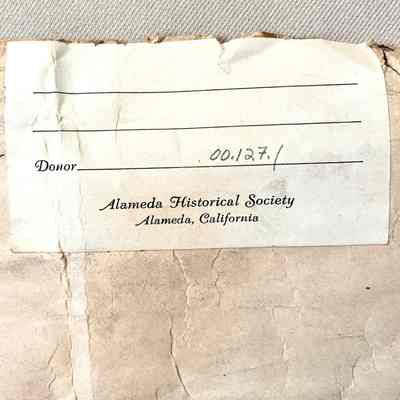 Donor 00.127.1
Alameda Historical Society
Alameda, California